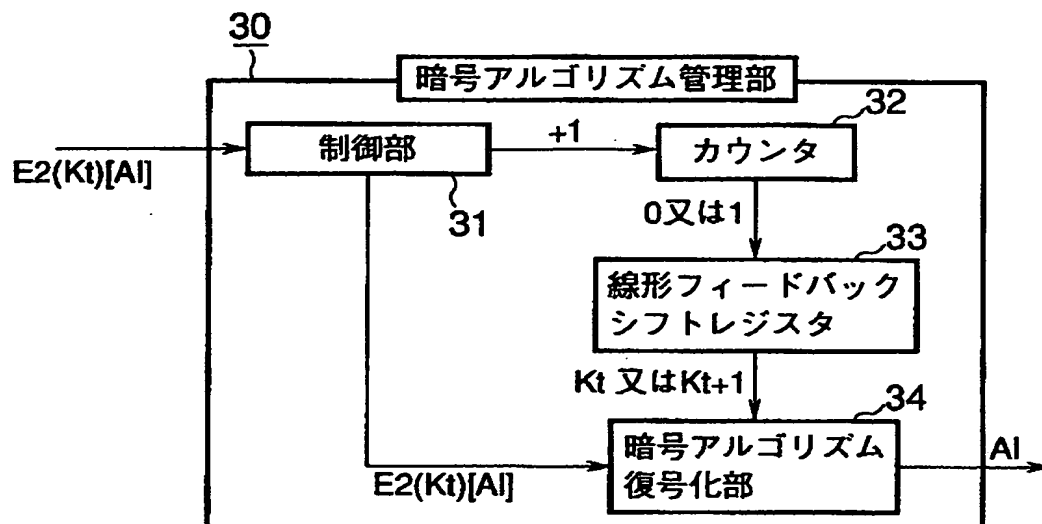 30
暗号アルゴリズム管理部
32
制御部
+1
カウンタ
E2(Kt)[Al]
31
0又は1
33
線形フィードバック
シフトレジスタ
Kt 又はKt+1
34
暗号アルゴリズム
復号化部
Al
E2(Kt)[Al]